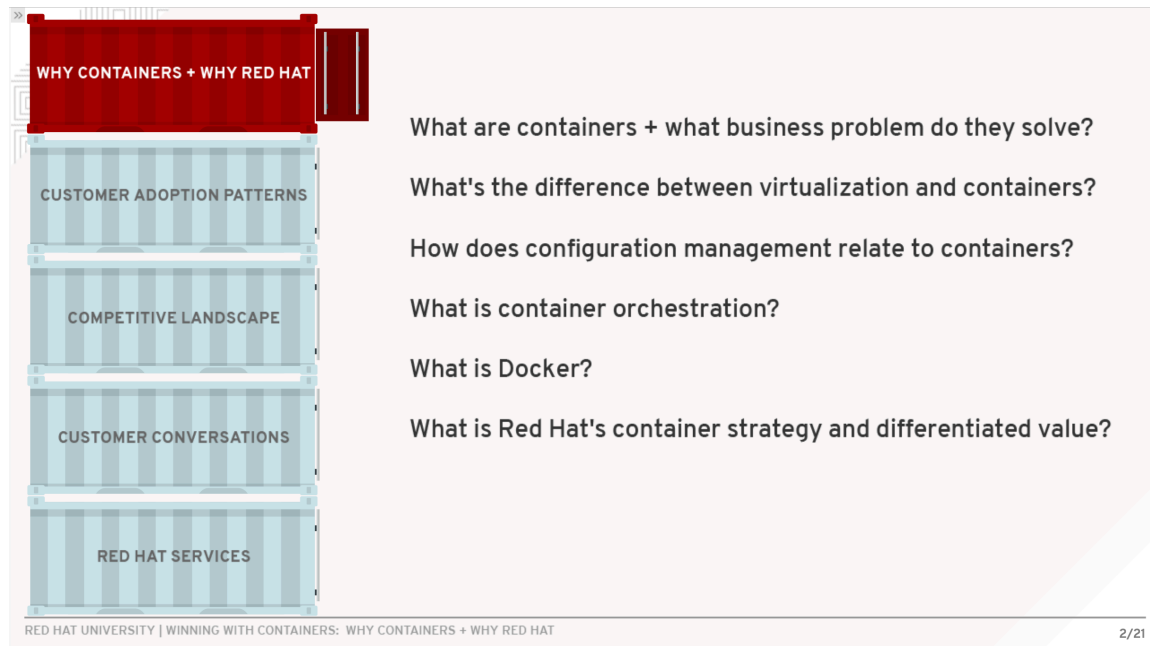 »
WHY CONTAINERS + WHY RED HAT
CUSTOMER ADOPTION PATTERNS
COMPETITIVE LANDSCAPE
CUSTOMER CONVERSATIONS
RED HAT SERVICES
What are containers + what business problem do they solve?
What's the difference between virtualization and containers?
How does configuration management relate to containers?
What is container orchestration?
What is Docker?
What is Red Hat's container strategy and differentiated value?
RED HAT UNIVERSITY | WINNING WITH CONTAINERS: WHY CONTAINERS + WHY RED HAT
2/21